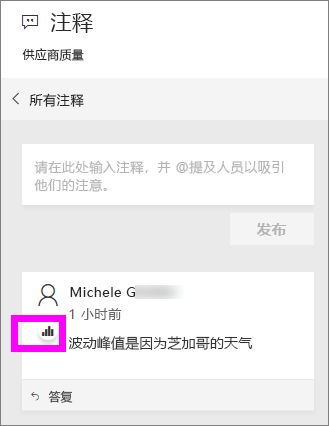 注释
供应商质量
所有注释
请在此处输入注释，并 @提及人员以吸引
他们的注意。
发布
Michele G
1 小时前
波动峰值是因为芝加哥的天气
答复